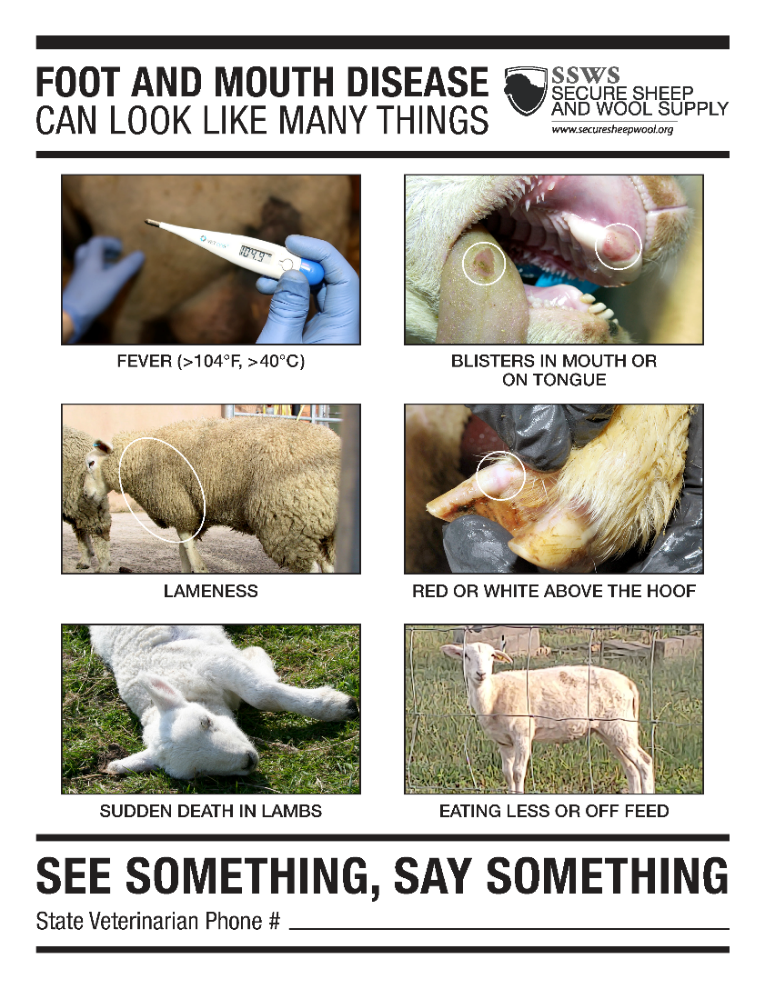 FOOT AND MOUTH DISEASE
CAN LOOK LIKE MANY THINGS
SSWS
SECURE SHEEP
AND WOOL SUPPLY
www.securesheepwool.org
104.9
FEVER (>104°F, >40°C)
BLISTERS IN MOUTH OR
ON TONGUE
LAMENESS
RED OR WHITE ABOVE THE HOOF
SUDDEN DEATH IN LAMBS
EATING LESS OR OFF FEED
SEE SOMETHING, SAY SOMETHING
State Veterinarian Phone #